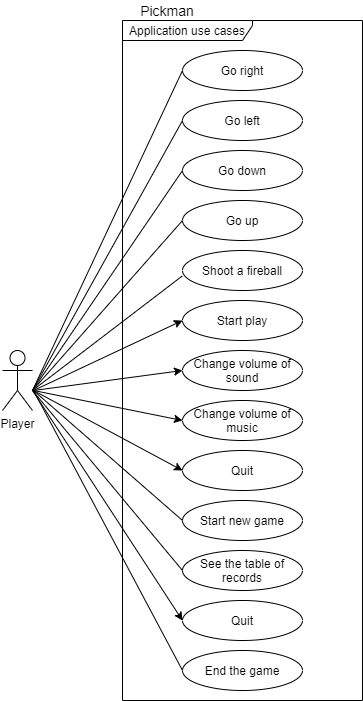 Pickman
Application use cases
Go right
Go left
Go down
Go up
Shoot a fireball
Start play
Change volume of
sound
Change volume of
music
Player
Quit
Start new game
See the table of
records
Quit
End the game